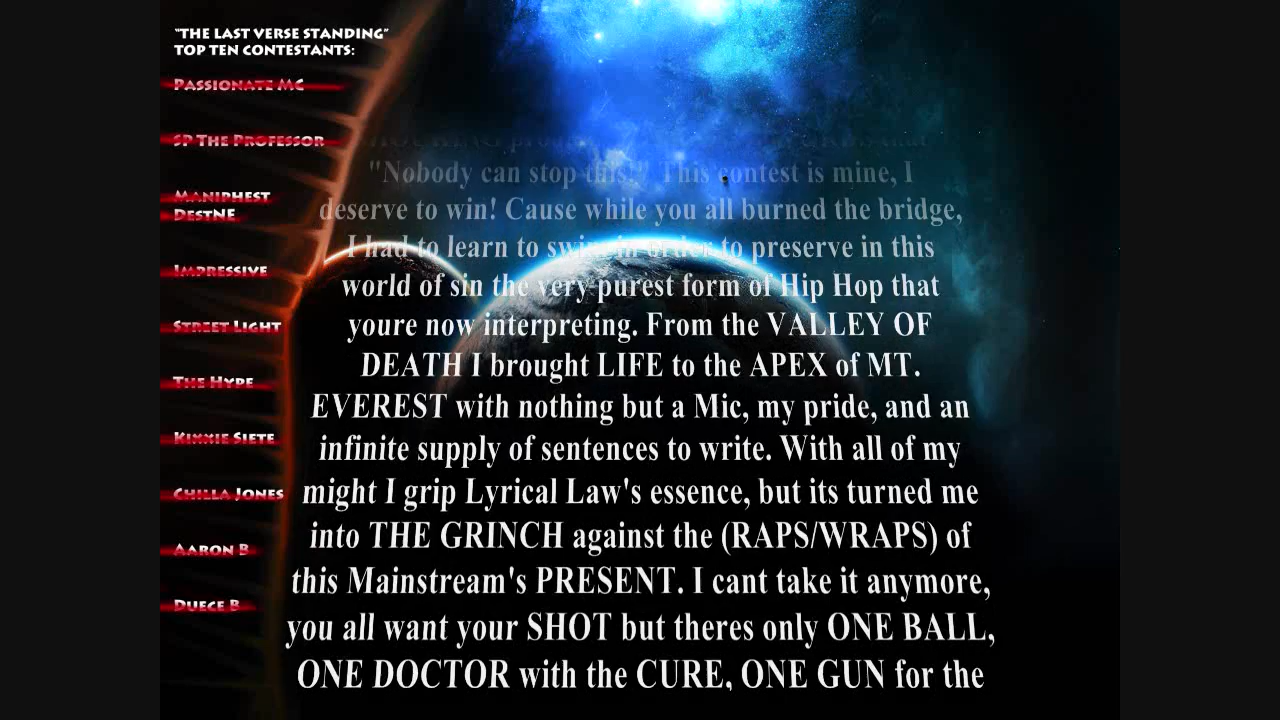 "THE LAST VERSE STANDING"
TOP TEN CONTESTANTS:
PASSIONATE MC
SP THE PROFESSOR
MANIPHEST
DESTNE
IMPRESSIVE
STREET LIGHT
THE HYPE
KINNIE SIETE
CHILLA JONES
AARON B
DUECE B
that
"Nobody can stop this!" This contest is mine, I
deserve to win! Cause while you all burned the bridge,
I had to learn to swim in order to preserve in this
world of sin the very purest form of Hip Hop that
youre now interpreting. From the VALLEY OF
DEATH I brought LIFE to the APEX of MT.
EVEREST with nothing but a Mic, my pride, and an
infinite supply of sentences to write. With all of my
might I grip Lyrical Law's essence, but its turned me
into THE GRINCH against the (RAPS/WRAPS) of
this Mainstream's PRESENT. I cant take it anymore,
you all want your SHOT but theres only ONE BALL,
ONE DOCTOR with the CURE, ONE GUN for the